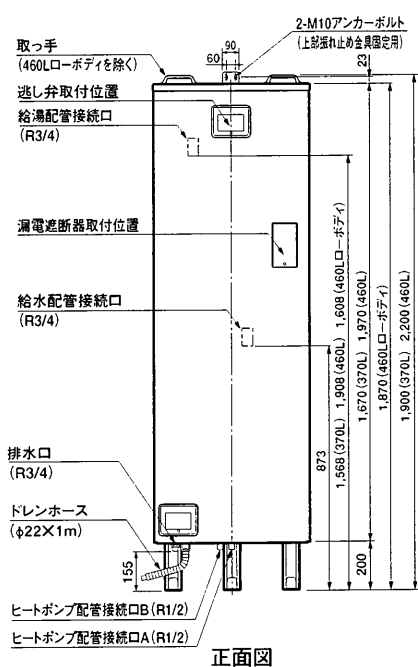 90
60
2-M10アンカーボルト
(上部振れ止め金具固定用)
23
取っ手
(460Lローボディを除く)
逃し弁取付位置
給湯配管接続口
(R3/4)
漏電遮断器取付位置
給水配管接続口
(R3/4)
873
1,568(370L) 1,908(460L) 1,608(460Lローボディ)
1,670(370L) 1,970(460L)
1,870(460Lローボディ)
1,900(370L) 2,200(460L)
排水口
(R3/4)
ドレンホース
(φ22×1m)
155
200
ヒートポンプ配管接続口B(R1/2)
ヒートポンプ配管接続口A(R1/2)
正面図